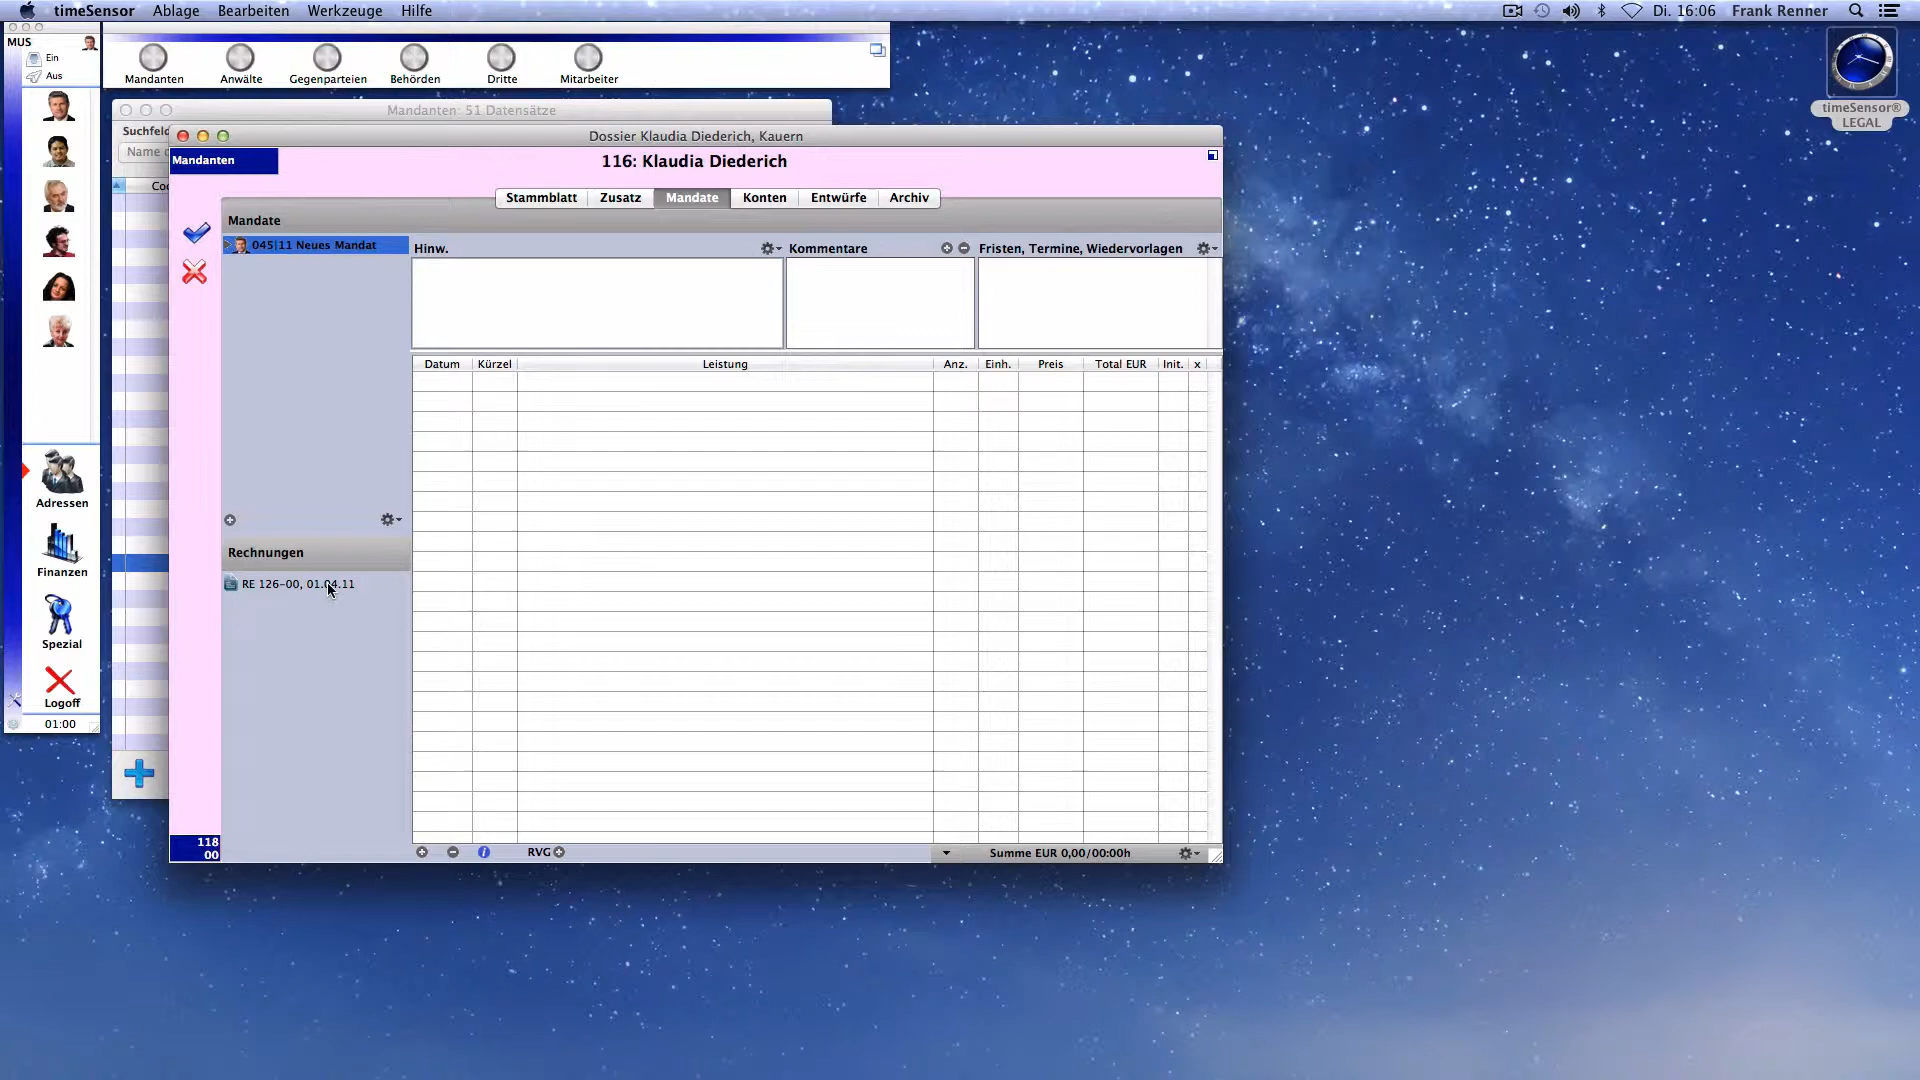 timeSensor Ablage Bearbeiten Werkzeuge Hilfe Di. 16:06 Frank Renner
MUS
Ein
Aus
Mandanten Anwälte Gegenparteien Behörden Dritte Mitarbeiter
timeSensor®
LEGAL
Mandanten: 51 Datensätze
Suchfeld
Name
Dossier Klaudia Diederich, Kauern
Mandanten
116: Klaudia Diederich
Stammblatt Zusatz Mandate Konten Entwürfe Archiv
Mandate
045|11 Neues Mandat
Hinw. Kommentare Fristen, Termine, Wiedervorlagen
Datum Kürzel Leistung Anz. Einh. Preis Total EUR Init. x
Adressen
Finanzen
Spezial
Logoff
01:00
Rechnungen
RE 126-00, 01.04.11
118
00
RVG
Summe EUR 0,00/00:00h